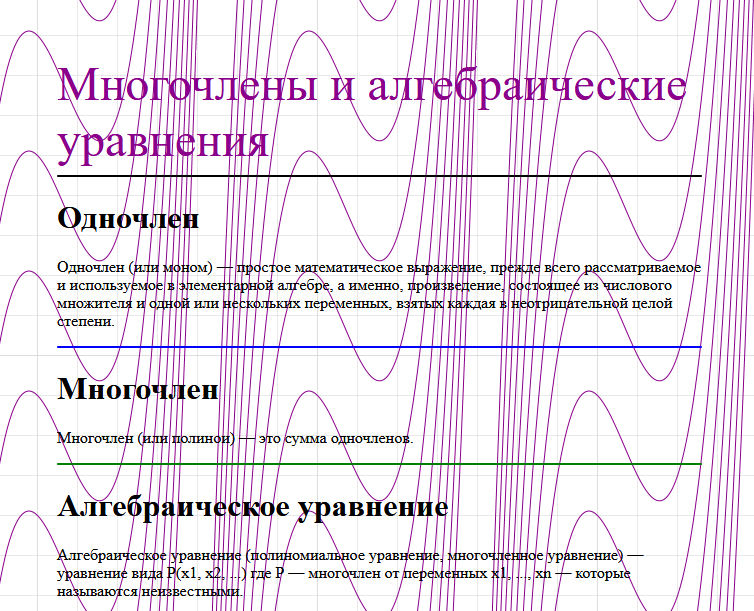 Многочлены и алгебраические
уравнения
Одночлен
Одночлен (или моном) — простое математическое выражение, прежде всего рассматриваемое
и используемое в элементарной алгебре, а именно, произведение, состоящее из числового
множителя и одной или нескольких переменных, взятых каждая в неотрицательной целой
степени.
Многочлен
Многочлен (или полином) — это сумма одночленов.
Алгебраическое уравнение
Алгебраическое уравнение (полиномиальное уравнение, многочленное уравнение) —
уравнение вида P(x1, x2, ...) где P — многочлен от переменных x1, ..., xn — которые
называются неизвестными.